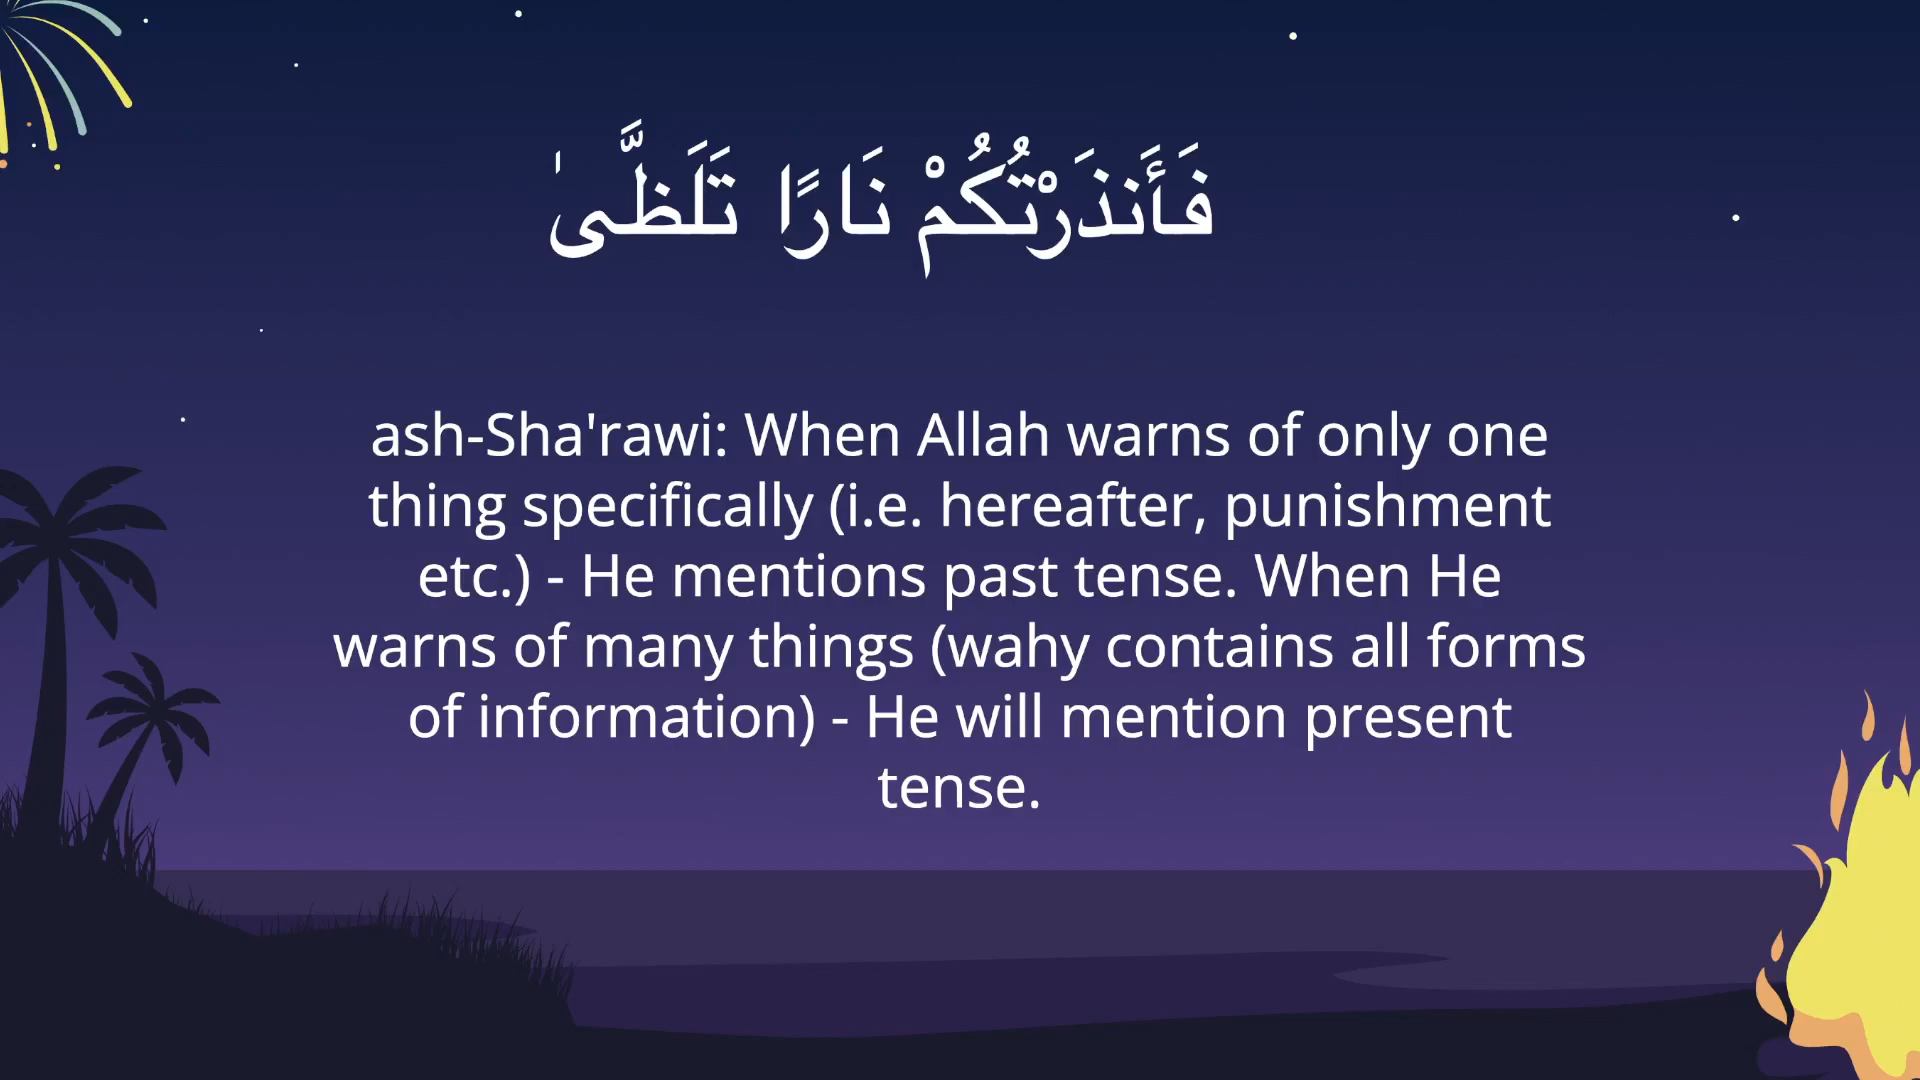 فَأَنذَرْتُكُمْ نَارًا تَلَظَّىٰ
ash-Sha'rawi: When Allah warns of only one
thing specifically (i.e. hereafter, punishment
etc.) - He mentions past tense. When He
warns of many things (wahy contains all forms
of information) - He will mention present
tense.